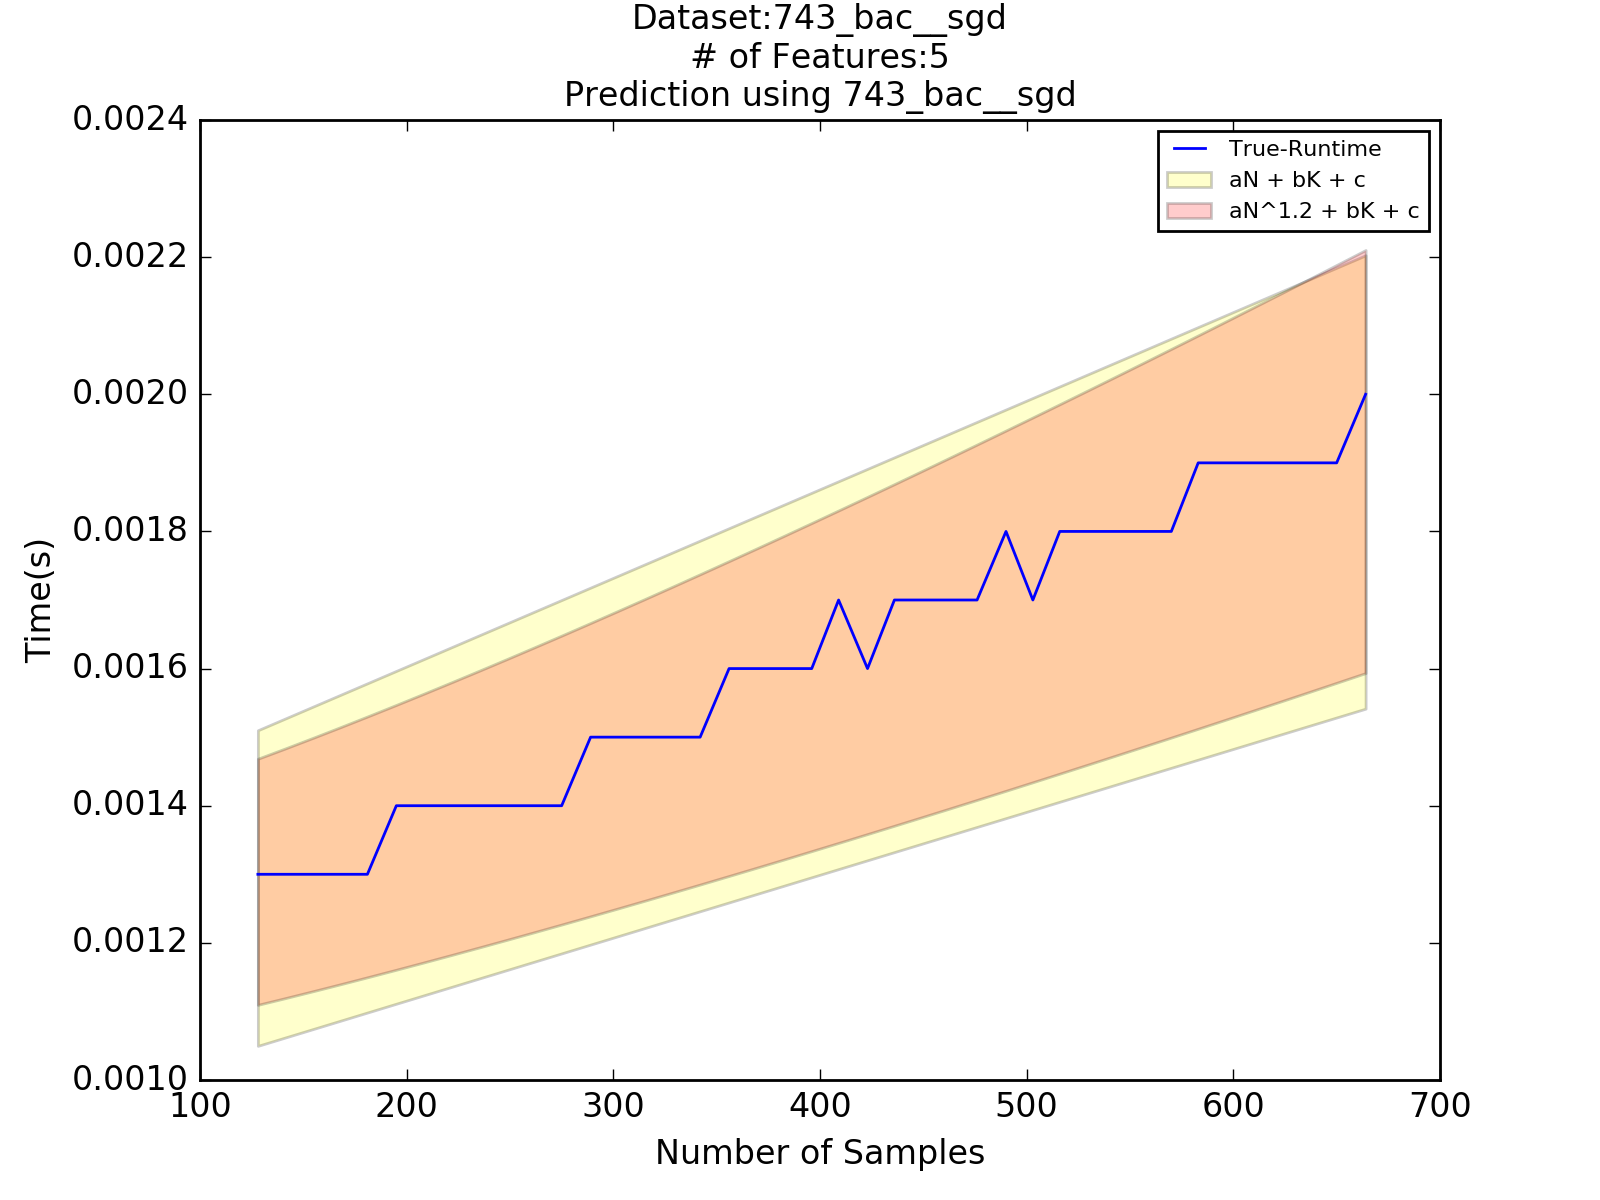 Dataset:743_bac__sgd
# of Features:5
Prediction using 743_bac__sgd
True-Runtime
aN + bK + c
aN^1.2 + bK + c
Time(s)
0.0024
0.0022
0.0020
0.0018
0.0016
0.0014
0.0012
0.0010
100 200 300 400 500 600 700
Number of Samples